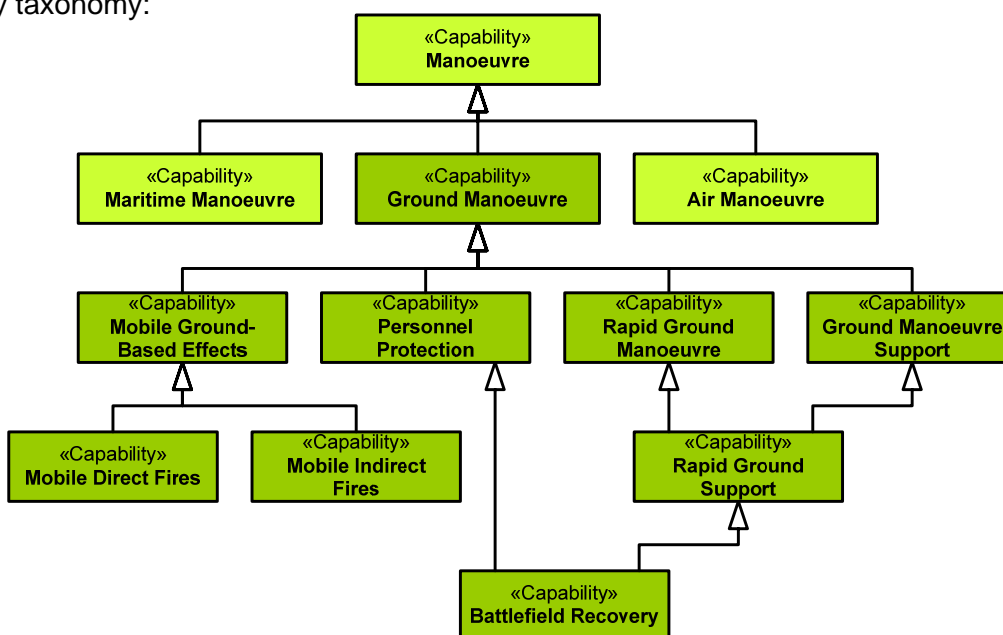 y taxonomy:
«Capability»
Manoeuvre
«Capability»
Maritime Manoeuvre
«Capability»
Ground Manoeuvre
«Capability»
Air Manoeuvre
«Capability»
Mobile Ground-
Based Effects
«Capability»
Personnel
Protection
«Capability»
Rapid Ground
Manoeuvre
«Capability»
Ground Manoeuvre
Support
«Capability»
Mobile Direct Fires
«Capability»
Mobile Indirect
Fires
«Capability»
Rapid Ground
Support
«Capability»
Battlefield Recovery